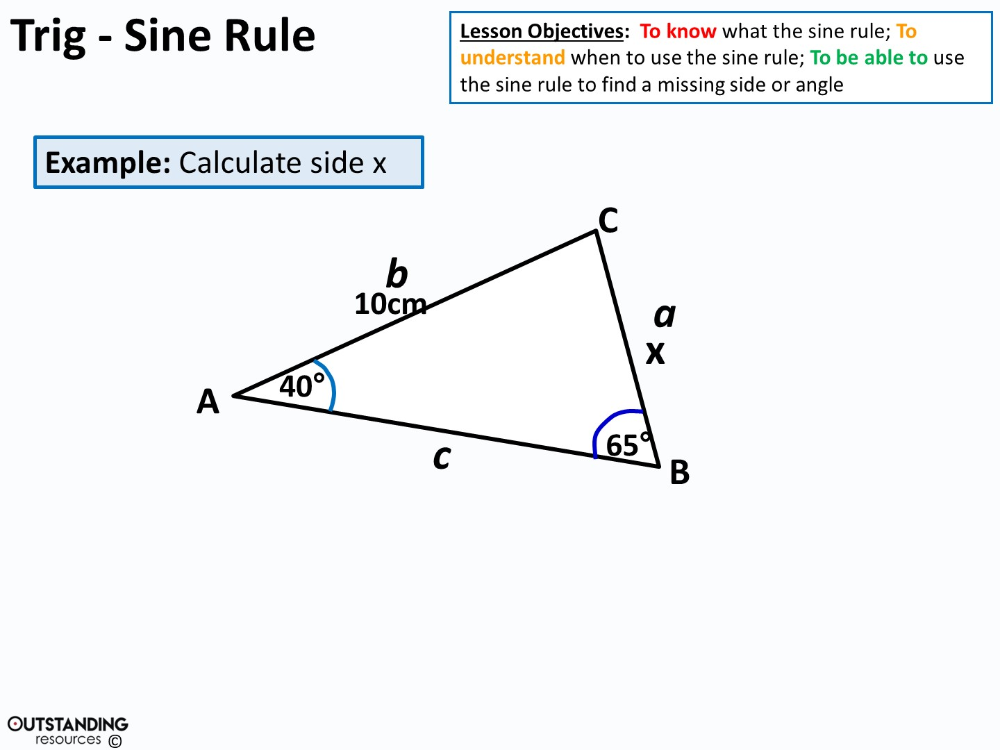 Trig - Sine Rule
Lesson Objectives: To know what the sine rule; To
understand when to use the sine rule; To be able to use
the sine rule to find a missing side or angle
Example: Calculate side x
C
b
10cm
a
x
40°
A
65°
c
B
OUTSTANDING
resources ©